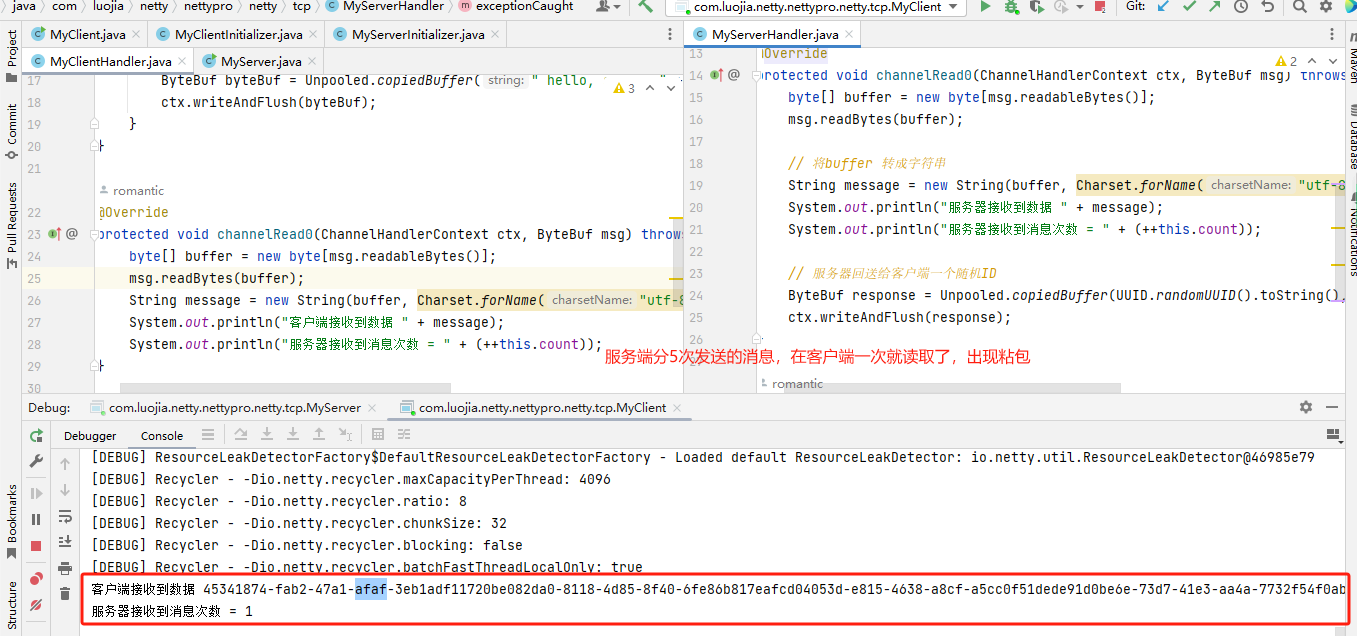 java com luojia netty nettypro netty tcp MyServerHandler exceptionCaught com.luojia.netty.nettypro.netty.tcp.MyClient Git:
MyClient.java MyClientInitializer.java MyServerInitializer.java
MyClientHandler.java MyServer.java
17 ByteBuf byteBuf = Unpooled.copiedBuffer( string: " hello, " 3
18 ctx.writeAndFlush(byteBuf);
19 }
20 }
21
romantic
22 @Override
23 @ protected void channelRead0(ChannelHandlerContext ctx, ByteBuf msg) throws
24 byte[] buffer = new byte[msg.readableBytes()];
25 msg.readBytes(buffer);
26 String message = new String(buffer, Charset.forName( charsetName: "utf-8
27 System.out.println("客户端接收到数据 " + message);
28 System.out.println("服务器接收到消息次数 = " + (++this.count));
29 }
30
MyServerHandler.java
13 @Override
2
14 @ protected void channelRead0(ChannelHandlerContext ctx, ByteBuf msg) throws
15 byte[] buffer = new byte[msg.readableBytes()];
16 msg.readBytes(buffer);
17
18 // 将buffer 转成字符串
19 String message = new String(buffer, Charset.forName( charsetName: "utf-8
20 System.out.println("服务器接收到数据 " + message);
21 System.out.println("服务器接收到消息次数 = " + (++this.count));
22
23 // 服务器回送给客户端一个随机ID
24 ByteBuf response = Unpooled.copiedBuffer(UUID.randomUUID().toString(),
25 ctx.writeAndFlush(response);
26
服务端分5次发送的消息，在客户端一次就读取了，出现粘包
romantic
Project
Commit
Pull Requests
Bookmarks
Structure
Maven
Database
Notifications
Debug: com.luojia.netty.nettypro.netty.tcp.MyServer com.luojia.netty.nettypro.netty.tcp.MyClient
Debugger Console
[DEBUG] ResourceLeakDetectorFactory$DefaultResourceLeakDetectorFactory - Loaded default ResourceLeakDetector: io.netty.util.ResourceLeakDetector@46985e79
[DEBUG] Recycler - -Dio.netty.recycler.maxCapacityPerThread: 4096
[DEBUG] Recycler - -Dio.netty.recycler.ratio: 8
[DEBUG] Recycler - -Dio.netty.recycler.chunkSize: 32
[DEBUG] Recycler - -Dio.netty.recycler.blocking: false
[DEBUG] Recycler - -Dio.netty.recycler.batchFastThreadLocalOnly: true
客户端接收到数据 45341874-fab2-47a1-afaf-3eb1adf11720be082da0-8118-4d85-8f40-6fe86b817eafcd04053d-e815-4638-a8cf-a5cc0f51dede91d0be6e-73d7-41e3-aa4a-7732f54f0ab
服务器接收到消息次数 = 1